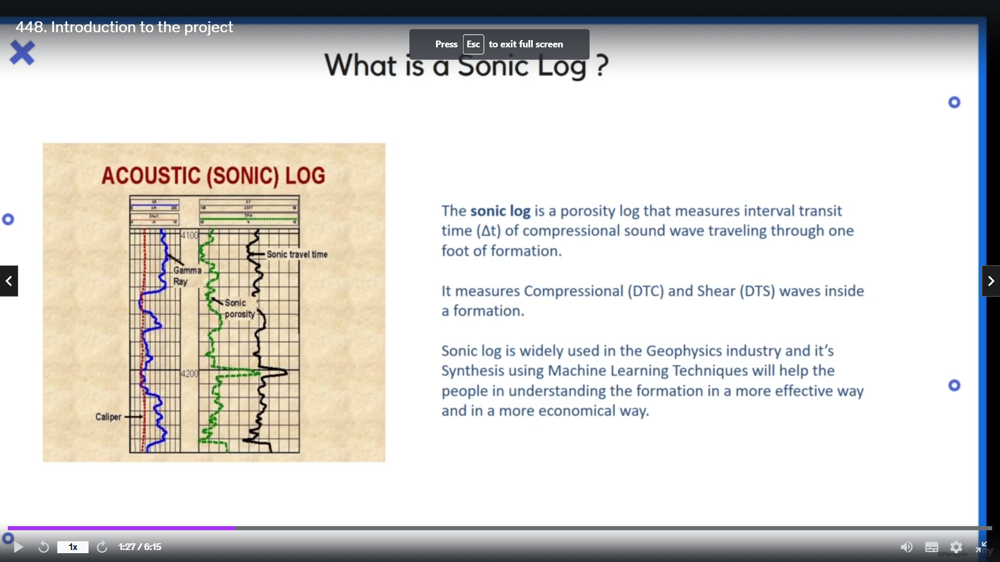 448. Introduction to the project
Press Esc to exit full screen
What is a Sonic Log ?
ACOUSTIC (SONIC) LOG
4100
Sonic travel time
Gamma
Ray
Sonic
porosity
4200
Caliper
The sonic log is a porosity log that measures interval transit
time (Δt) of compressional sound wave traveling through one
foot of formation.
It measures Compressional (DTC) and Shear (DTS) waves inside
a formation.
Sonic log is widely used in the Geophysics industry and it’s
Synthesis using Machine Learning Techniques will help the
people in understanding the formation in a more effective way
and in a more economical way.
1x
1:27 / 6:15